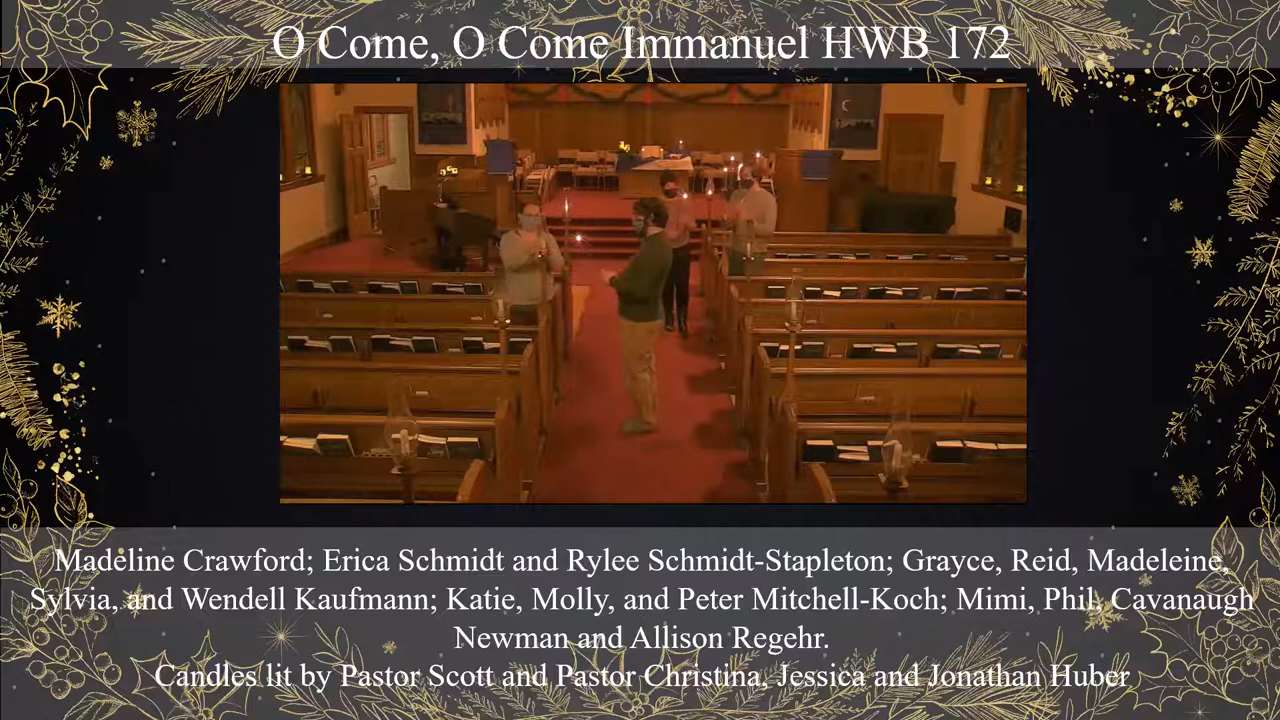 O Come, O Come Immanuel HWB 172
Madeline Crawford; Erica Schmidt and Rylee Schmidt-Stapleton; Grayce, Reid, Madeleine,
Sylvia, and Wendell Kaufmann; Katie, Molly, and Peter Mitchell-Koch; Mimi, Phil, Cavanaugh
Newman and Allison Regehr.
Candles lit by Pastor Scott and Pastor Christina, Jessica and Jonathan Huber